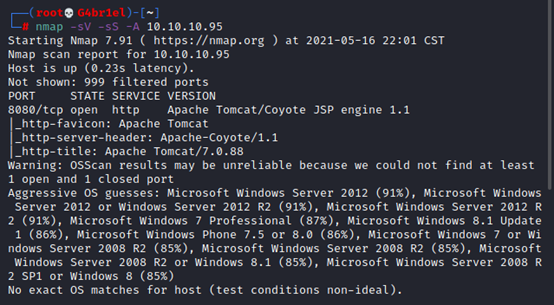 ┌──(root💀G4br1el)-[~]
└─# nmap -sV -sS -A 10.10.10.95
Starting Nmap 7.91 ( https://nmap.org ) at 2021-05-16 22:01 CST
Nmap scan report for 10.10.10.95
Host is up (0.23s latency).
Not shown: 999 filtered ports
PORT     STATE SERVICE VERSION
8080/tcp open  http    Apache Tomcat/Coyote JSP engine 1.1
|_http-favicon: Apache Tomcat
|_http-server-header: Apache-Coyote/1.1
|_http-title: Apache Tomcat/7.0.88
Warning: OSScan results may be unreliable because we could not find at least
1 open and 1 closed port
Aggressive OS guesses: Microsoft Windows Server 2012 (91%), Microsoft Windows
 Server 2012 or Windows Server 2012 R2 (91%), Microsoft Windows Server 2012 R
2 (91%), Microsoft Windows 7 Professional (87%), Microsoft Windows 8.1 Update
 1 (86%), Microsoft Windows Phone 7.5 or 8.0 (86%), Microsoft Windows 7 or Wi
ndows Server 2008 R2 (85%), Microsoft Windows Server 2008 R2 (85%), Microsoft
 Windows Server 2008 R2 or Windows 8.1 (85%), Microsoft Windows Server 2008 R
2 SP1 or Windows 8 (85%)
No exact OS matches for host (test conditions non-ideal).